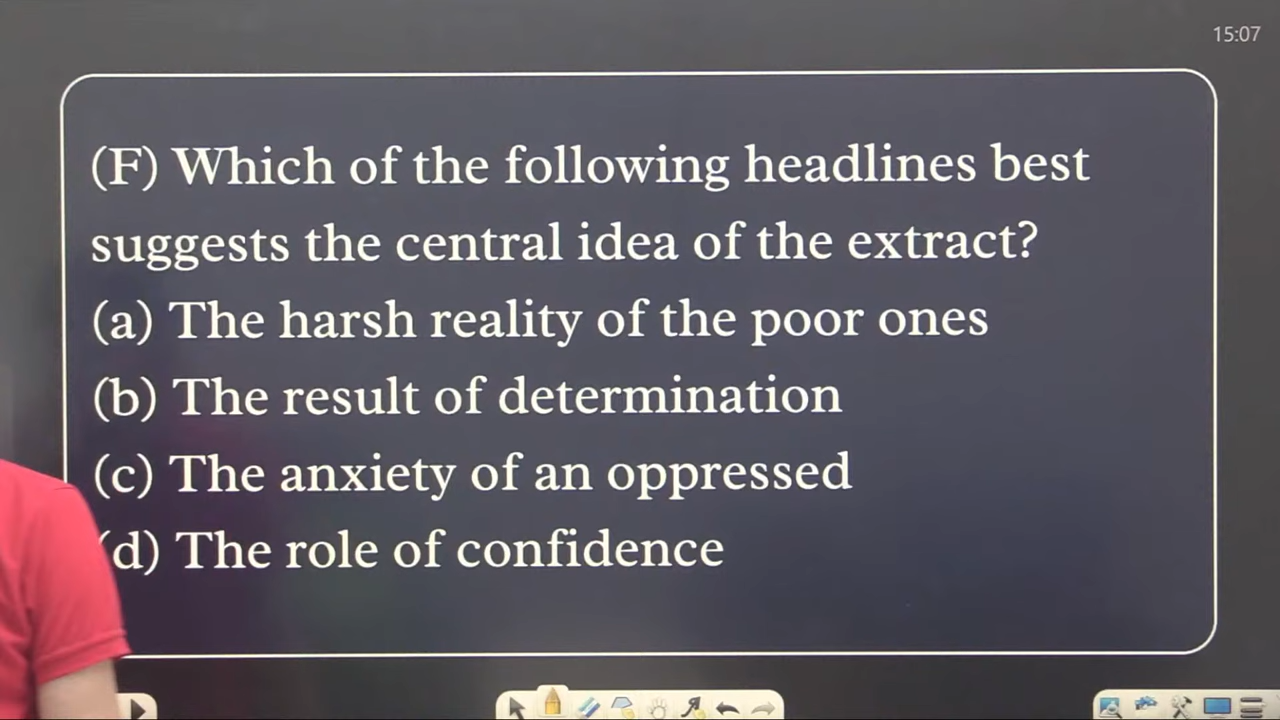 15:07
(F) Which of the following headlines best
suggests the central idea of the extract?
(a) The harsh reality of the poor ones
(b) The result of determination
(c) The anxiety of an oppressed
(d) The role of confidence